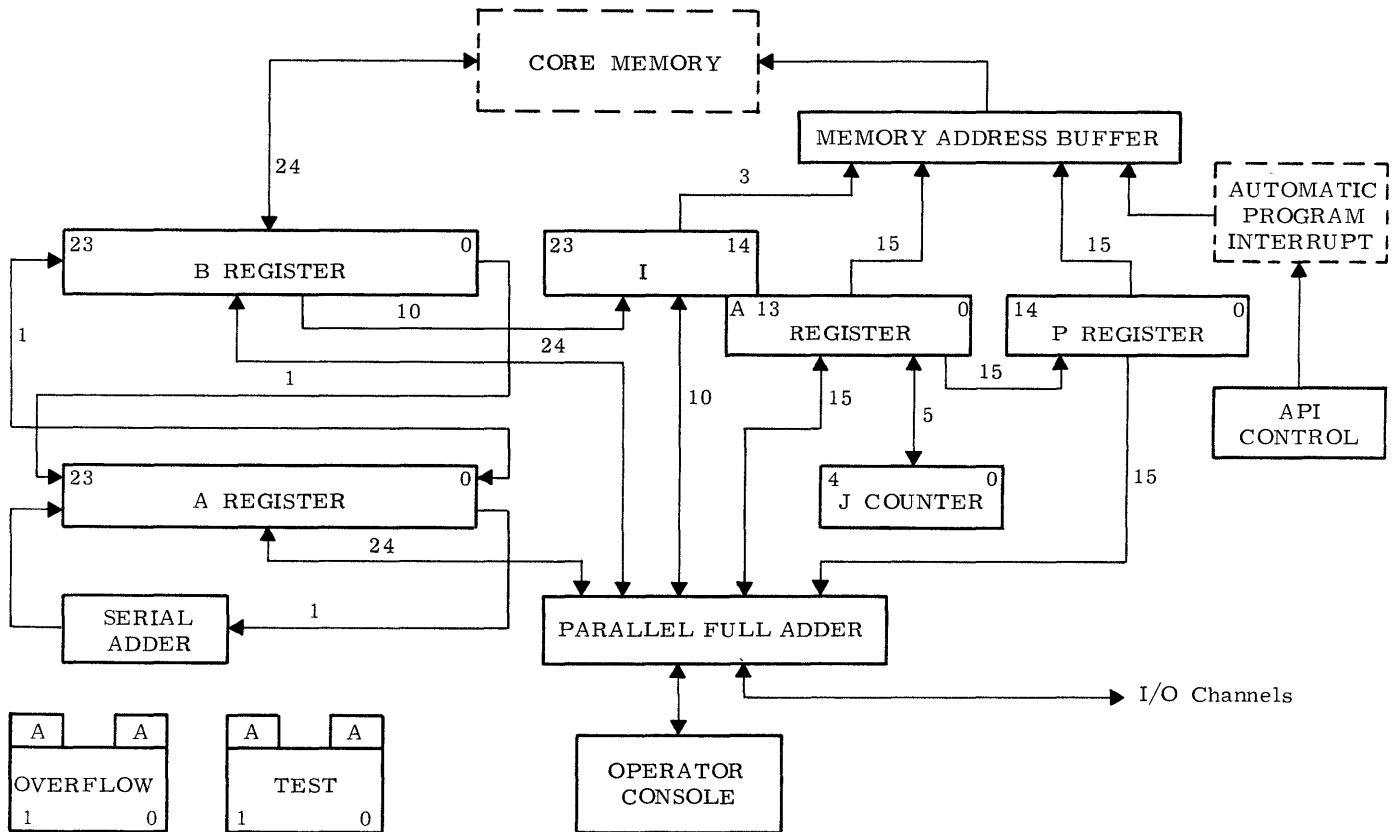 CORE MEMORY
MEMORY ADDRESS BUFFER
24
3
AUTOMATIC
PROGRAM
INTERRUPT
23 0
B REGISTER
23 14
I
15
15
10
A 13 0
REGISTER
14 0
P REGISTER
1
24
1
10
15
15
5
API
CONTROL
23 0
A REGISTER
4 0
J COUNTER
15
24
SERIAL
ADDER
1
PARALLEL FULL ADDER
I/O Channels
A A
OVERFLOW
1 0
A A
TEST
1 0
OPERATOR
CONSOLE